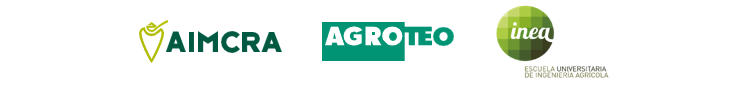 AIMCRA
AGROTEO
inea
ESCUELA UNIVERSITARIA
DE INGENIERÍA AGRÍCOLA